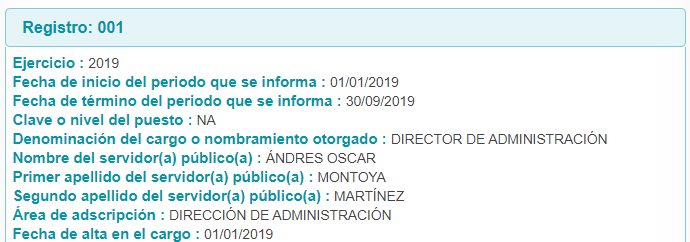 Registro: 001
Ejercicio : 2019
Fecha de inicio del periodo que se informa : 01/01/2019
Fecha de término del periodo que se informa : 30/09/2019
Clave o nivel del puesto : NA
Denominación del cargo o nombramiento otorgado : DIRECTOR DE ADMINISTRACIÓN
Nombre del servidor(a) público(a) : ÁNDRES OSCAR
Primer apellido del servidor(a) público(a) : MONTOYA
Segundo apellido del servidor(a) público(a) : MARTÍNEZ
Área de adscripción : DIRECCIÓN DE ADMINISTRACIÓN
Fecha de alta en el cargo : 01/01/2019